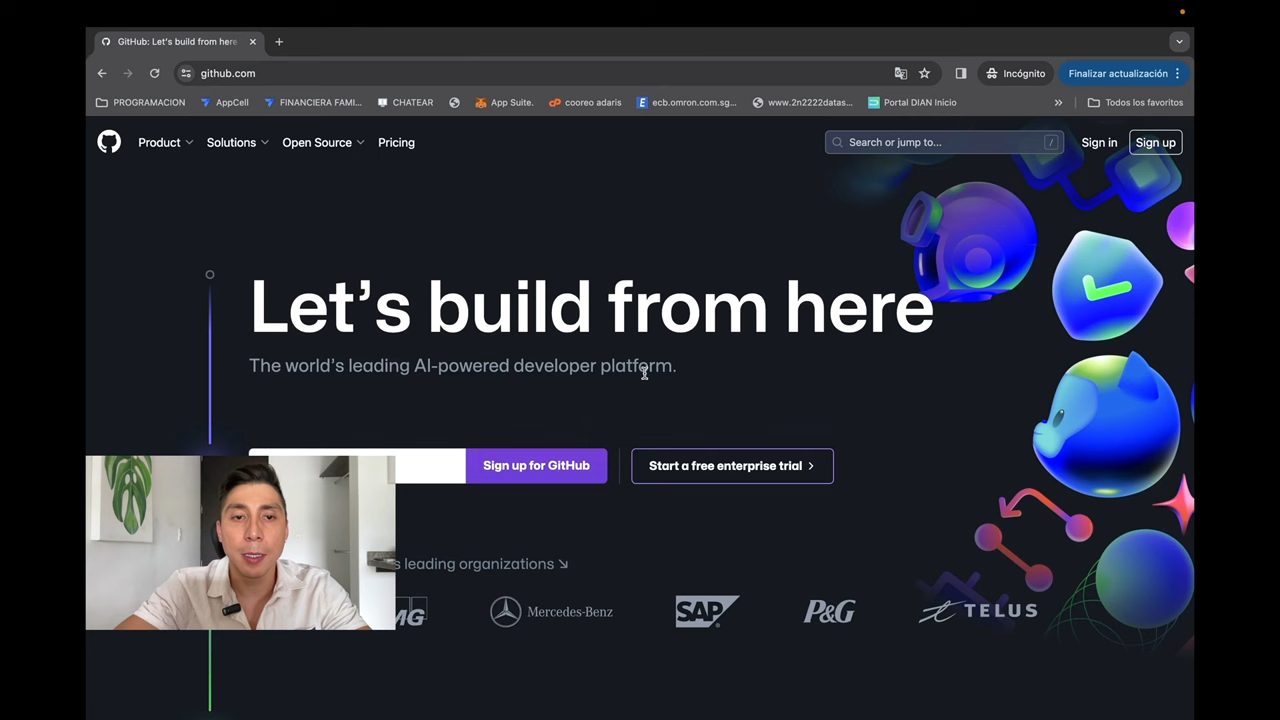 GitHub: Let's build from here
github.com
Incógnito
Finalizar actualización
PROGRAMACION
AppCell
FINANCIERA FAMI...
CHATEAR
App Suite.
cooreo adaris
ecb.omron.com.sg...
www.2n2222datas...
Portal DIAN Inicio
»
Todos los favoritos
Product
Solutions
Open Source
Pricing
Search or jump to...
/
Sign in
Sign up
Let's build from here
The world's leading AI-powered developer platform.
Sign up for GitHub
Start a free enterprise trial
s leading organizations
MG
Mercedes-Benz
SAP
P&G
TELUS